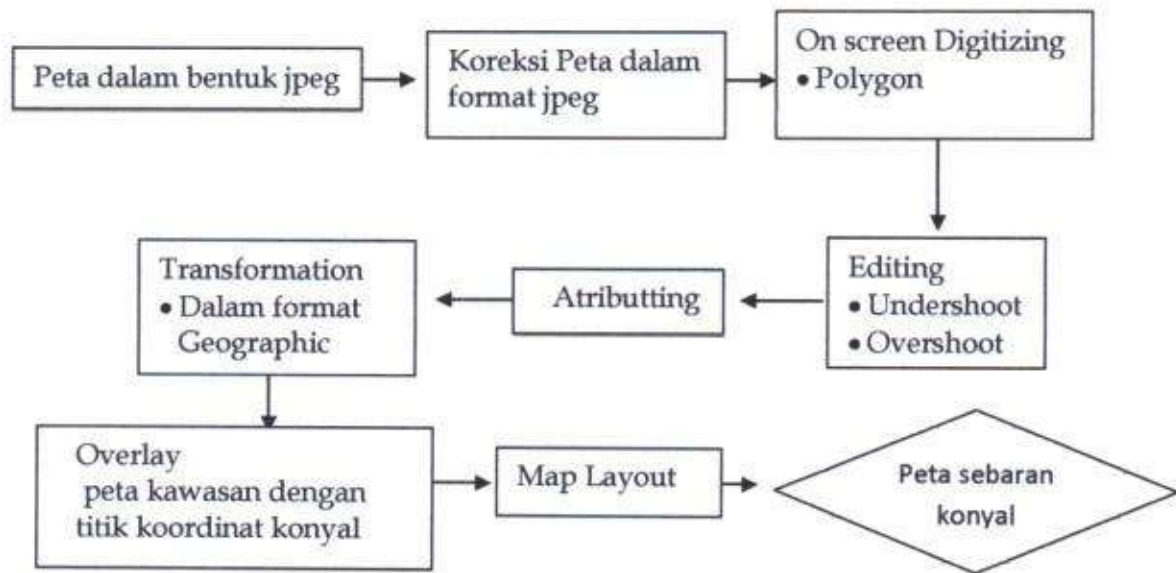 Peta dalam bentuk jpeg
Koreksi Peta dalam
format jpeg
On screen Digitizing
• Polygon
Editing
• Undershoot
• Overshoot
Atributting
Transformation
• Dalam format
Geographic
Overlay
peta kawasan dengan
titik koordinat konyal
Map Layout
Peta sebaran
konyal